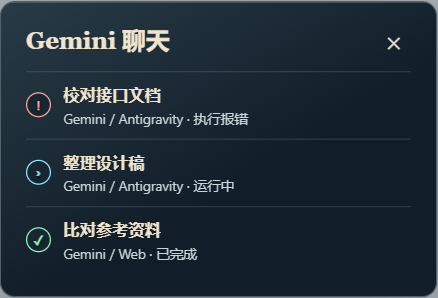 Gemini 聊天
校对接口文档
Gemini / Antigravity · 执行报错
整理设计稿
Gemini / Antigravity · 运行中
比对参考资料
Gemini / Web · 已完成